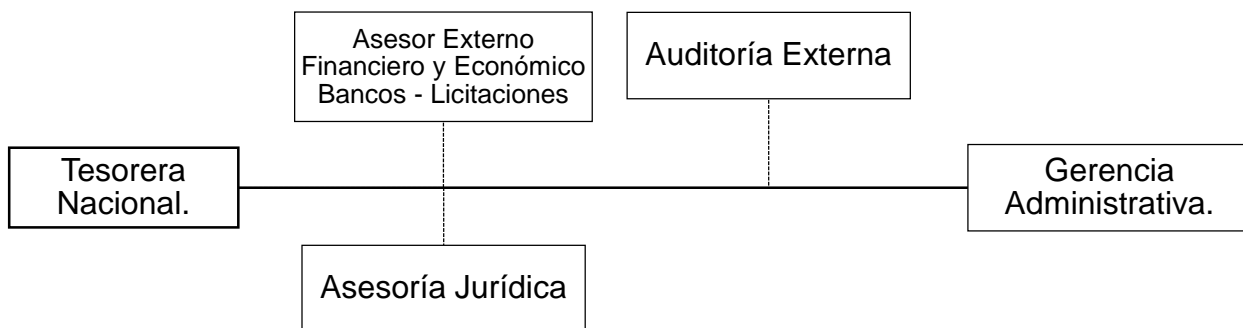 Asesor Externo
Financiero y Económico
Bancos - Licitaciones
Auditoría Externa
Tesorera
Nacional.
Gerencia
Administrativa.
Asesoría Jurídica